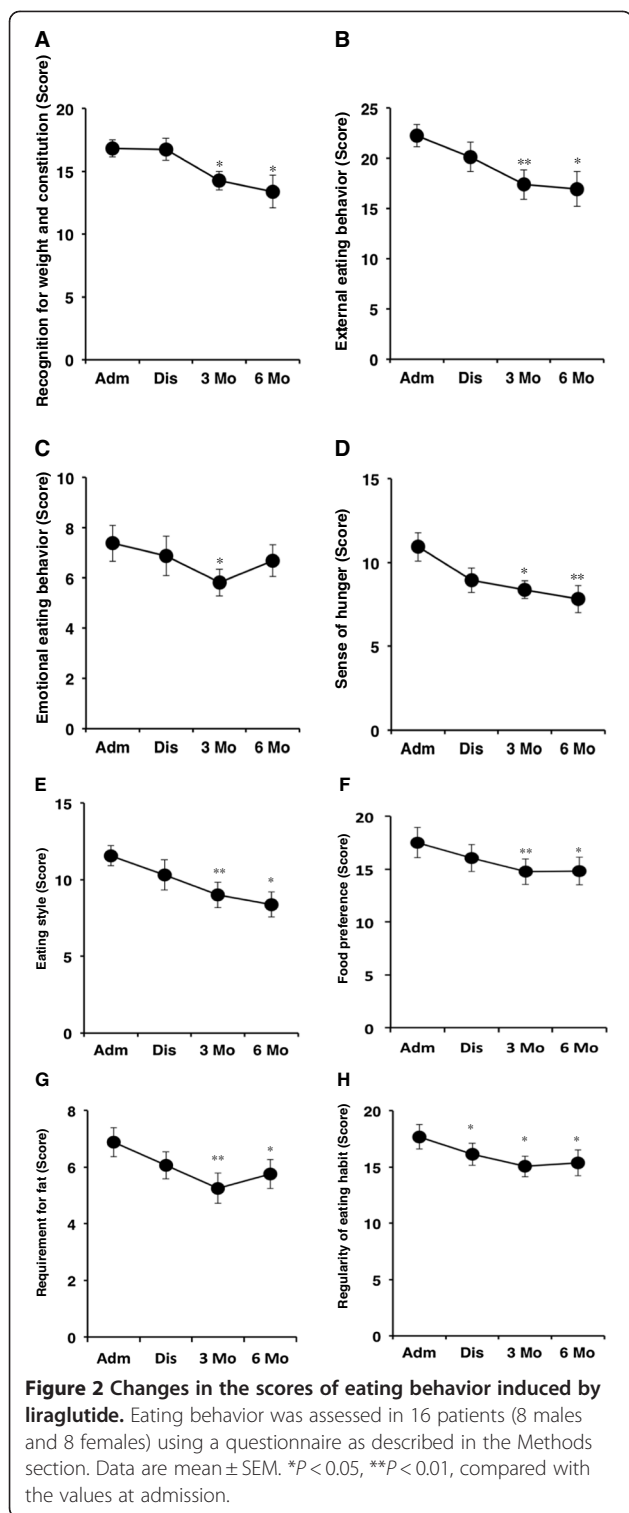 A
B
Recognition for weight and constitution (Score)
20
15
10
5
0
*
*
Adm Dis 3 Mo 6 Mo
External eating behavior (Score)
25
20
15
10
5
0
**
*
Adm Dis 3 Mo 6 Mo
C
D
Emotional eating behavior (Score)
10
8
6
4
2
0
*
Adm Dis 3 Mo 6 Mo
Sense of hunger (Score)
15
10
5
0
*
**
Adm Dis 3 Mo 6 Mo
E
F
Eating style (Score)
15
10
5
0
**
*
Adm Dis 3 Mo 6 Mo
Food preference (Score)
20
15
10
5
0
**
*
Adm Dis 3 Mo 6 Mo
G
H
Requirement for fat (Score)
8
6
4
2
0
**
*
Adm Dis 3 Mo 6 Mo
Regularity of eating habit (Score)
20
15
10
5
0
*
*
*
Adm Dis 3 Mo 6 Mo
Figure 2 Changes in the scores of eating behavior induced by
liraglutide. Eating behavior was assessed in 16 patients (8 males
and 8 females) using a questionnaire as described in the Methods
section. Data are mean ± SEM. *P < 0.05, **P < 0.01, compared with
the values at admission.